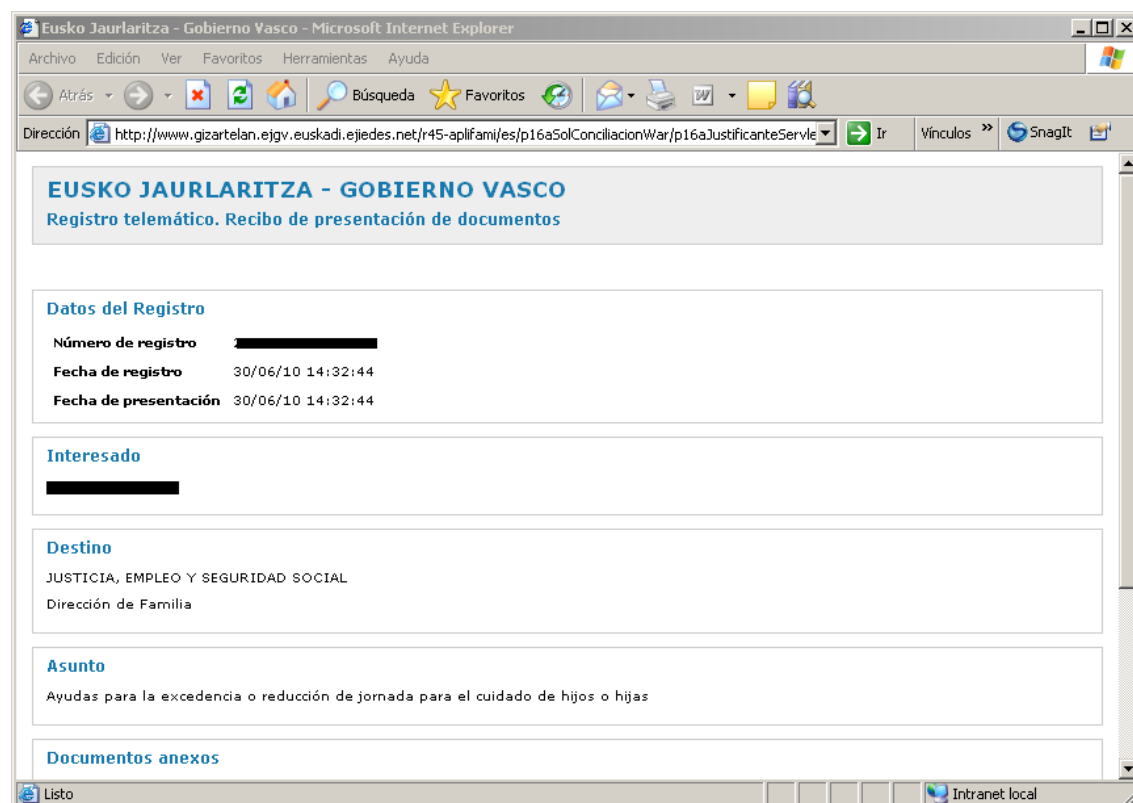 Eusko Jaurlaritza - Gobierno Vasco - Microsoft Internet Explorer
Archivo Edición Ver Favoritos Herramientas Ayuda
Atrás Búsqueda Favoritos
Dirección http://www.gizartelan.ejgv.euskadi.ejiedes.net/r45-aplifami/es/p16aSolConciliacionWar/p16aJustificanteServle Ir Vínculos » SnagIt
EUSKO JAURLARITZA - GOBIERNO VASCO
Registro telemático. Recibo de presentación de documentos
Datos del Registro
Número de registro
Fecha de registro 30/06/10 14:32:44
Fecha de presentación 30/06/10 14:32:44
Interesado
Destino
JUSTICIA, EMPLEO Y SEGURIDAD SOCIAL
Dirección de Familia
Asunto
Ayudas para la excedencia o reducción de jornada para el cuidado de hijos o hijas
Documentos anexos
Listo Intranet local